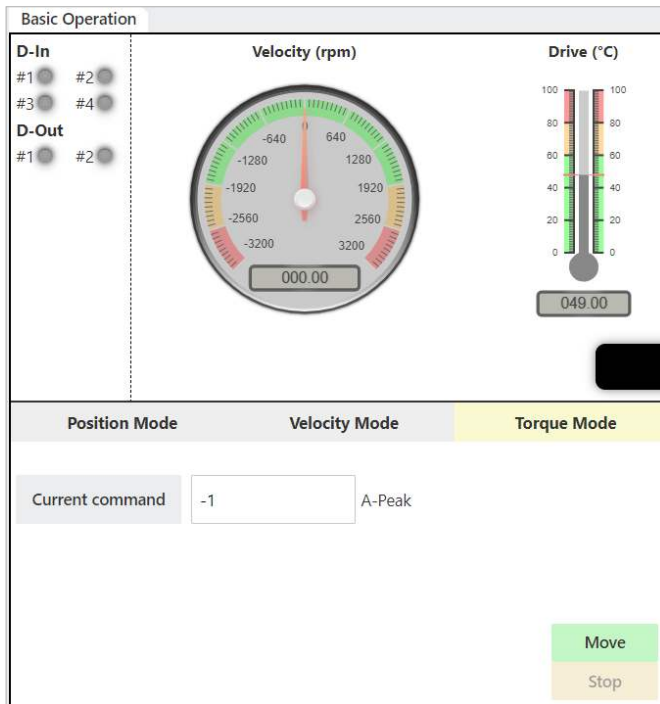 Basic Operation
D-In
#1 #2
#3 #4
D-Out
#1 #2
Velocity (rpm)
0
-640 640
-1280 1280
-1920 1920
-2560 2560
-3200 3200
000.00
Drive (°C)
100 100
80 80
60 60
40 40
20 20
0 0
049.00
Position Mode Velocity Mode Torque Mode
Current command -1 A-Peak
Move
Stop